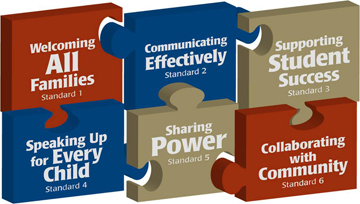 Welcoming
All
Families
Standard 1
Communicating
Effectively
Standard 2
Supporting
Student
Success
Standard 3
Speaking Up
for Every
Child
Standard 4
Sharing
Power
Standard 5
Collaborating
with
Community
Standard 6